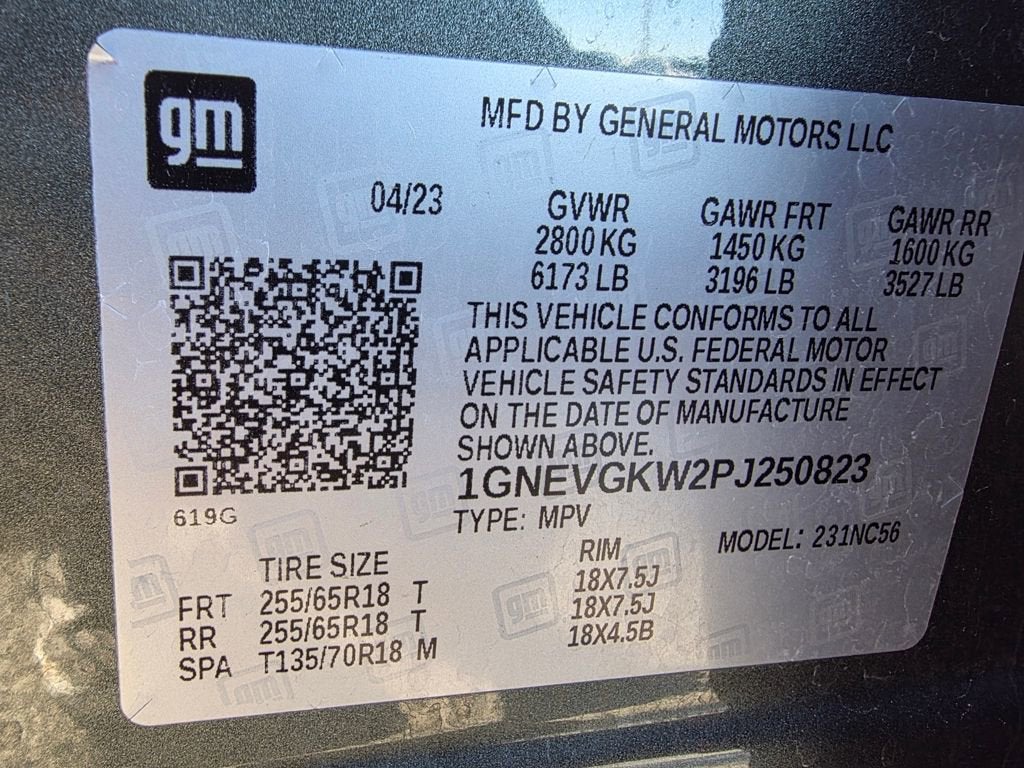 gm
MFD BY GENERAL MOTORS LLC
04/23
GVWR GAWR FRT GAWR RR
2800 KG 1450 KG 1600 KG
6173 LB 3196 LB 3527 LB
THIS VEHICLE CONFORMS TO ALL
APPLICABLE U.S. FEDERAL MOTOR
VEHICLE SAFETY STANDARDS IN EFFECT
ON THE DATE OF MANUFACTURE
SHOWN ABOVE.
1GNEVGKW2PJ250823
619G
TYPE: MPV
MODEL: 231NC56
TIRE SIZE RIM
FRT 255/65R18 T 18X7.5J
RR 255/65R18 T 18X7.5J
SPA T135/70R18 M 18X4.5B